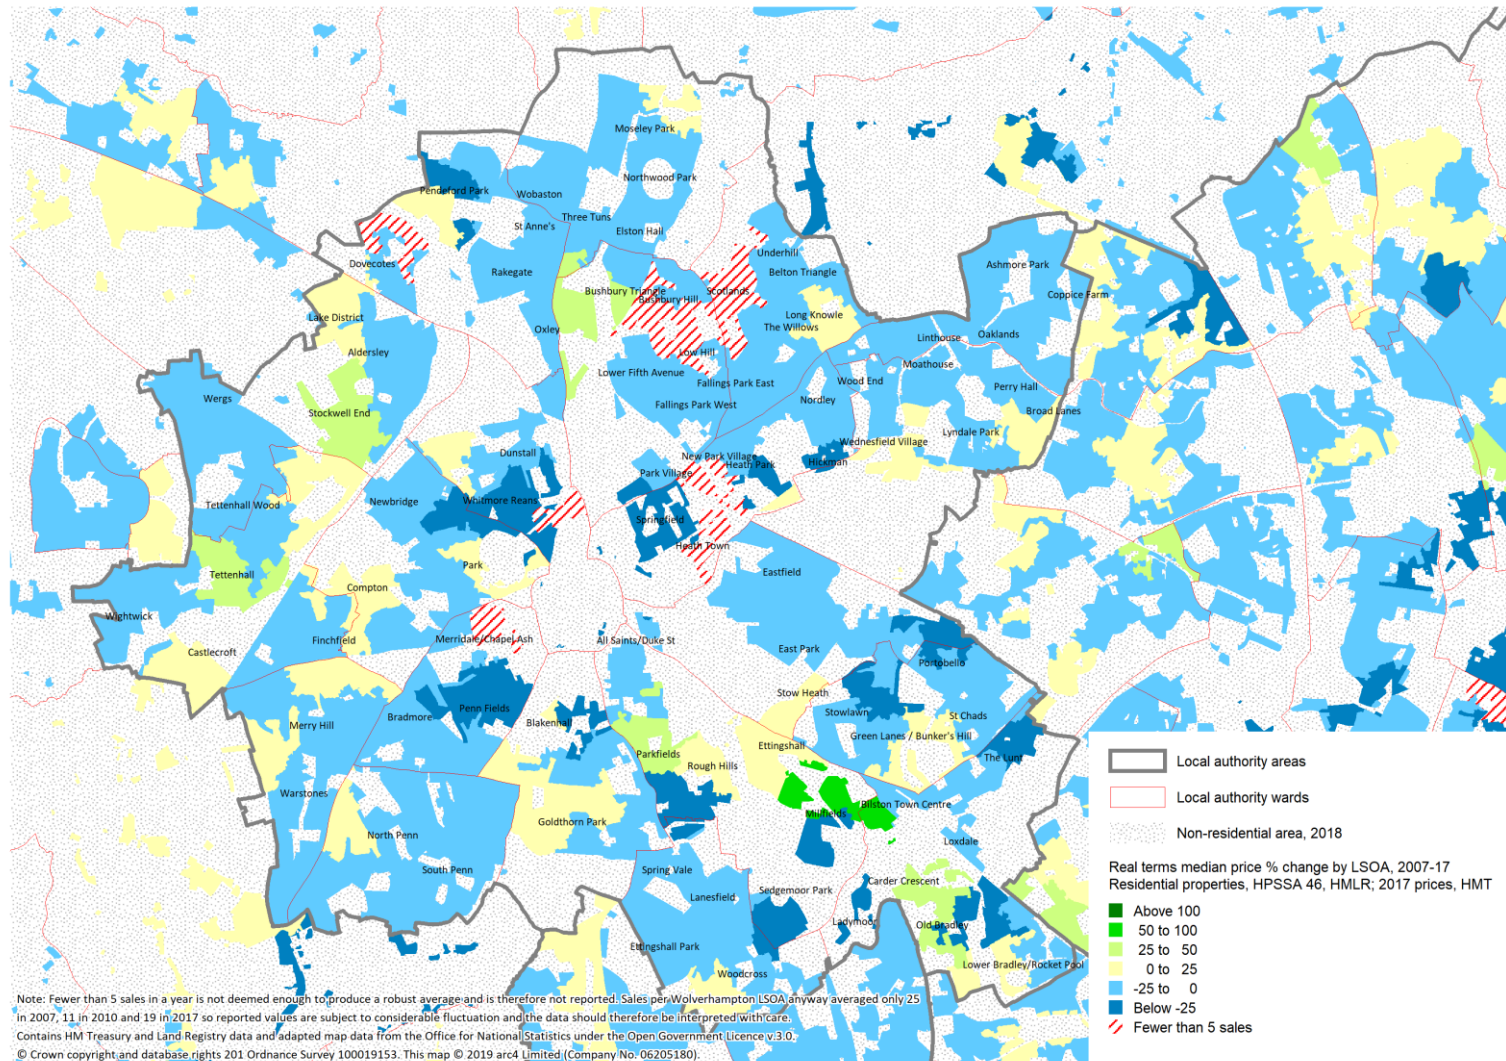 Moseley Park
Northwood Park
Pendeford Park
Wobaston
Three Tuns
St Anne's
Elston Hall
Underhill
Dovecotes
Rakegate
Belton Triangle
Ashmore Park
Bushbury Triangle
Bushbury Hill
Scotlands
Coppice Farm
Lake District
Long Knowle
The Willows
Oxley
Linthouse
Oaklands
Aldersley
Low Hill
Moathouse
Lower Fifth Avenue
Fallings Park East
Wood End
Perry Hall
Wergs
Nordley
Fallings Park West
Broad Lanes
Stockwell End
Lyndale Park
Wednesfield Village
Dunstall
New Park Village
Heath Park
Hickman
Park Village
Tettenhall Wood
Newbridge
Whitmore Reans
Springfield
Heath Town
Park
Eastfield
Tettenhall
Compton
Wightwick
Finchfield
Merridale/Chapel Ash
All Saints/Duke St
Castlecroft
East Park
Portobello
Stow Heath
Penn Fields
Bradmore
Stowlawn
St Chads
Merry Hill
Blakenhall
Green Lanes / Bunker's Hill
Ettingshall
Parkfields
The Lunt
Rough Hills
Warstones
Bilston Town Centre
Millfields
Goldthorn Park
North Penn
Loxdale
South Penn
Spring Vale
Carder Crescent
Sedgemoor Park
Lanesfield
Ladymoor
Old Bradley
Ettingshall Park
Woodcross
Lower Bradley/Rocket Pool
Local authority areas
Local authority wards
Non-residential area, 2018
Real terms median price % change by LSOA, 2007-17
Residential properties, HPSSA 46, HMLR; 2017 prices, HMT
Above 100
50 to 100
25 to 50
0 to 25
-25 to 0
Below -25
Fewer than 5 sales
Note: Fewer than 5 sales in a year is not deemed enough to produce a robust average and is therefore not reported. Sales per Wolverhampton LSOA anyway averaged only 25
in 2007, 11 in 2010 and 19 in 2017 so reported values are subject to considerable fluctuation and the data should therefore be interpreted with care.
Contains HM Treasury and Land Registry data and adapted map data from the Office for National Statistics under the Open Government Licence v.3.0.
© Crown copyright and database rights 201 Ordnance Survey 100019153. This map © 2019 arc4 Limited (Company No. 06205180).